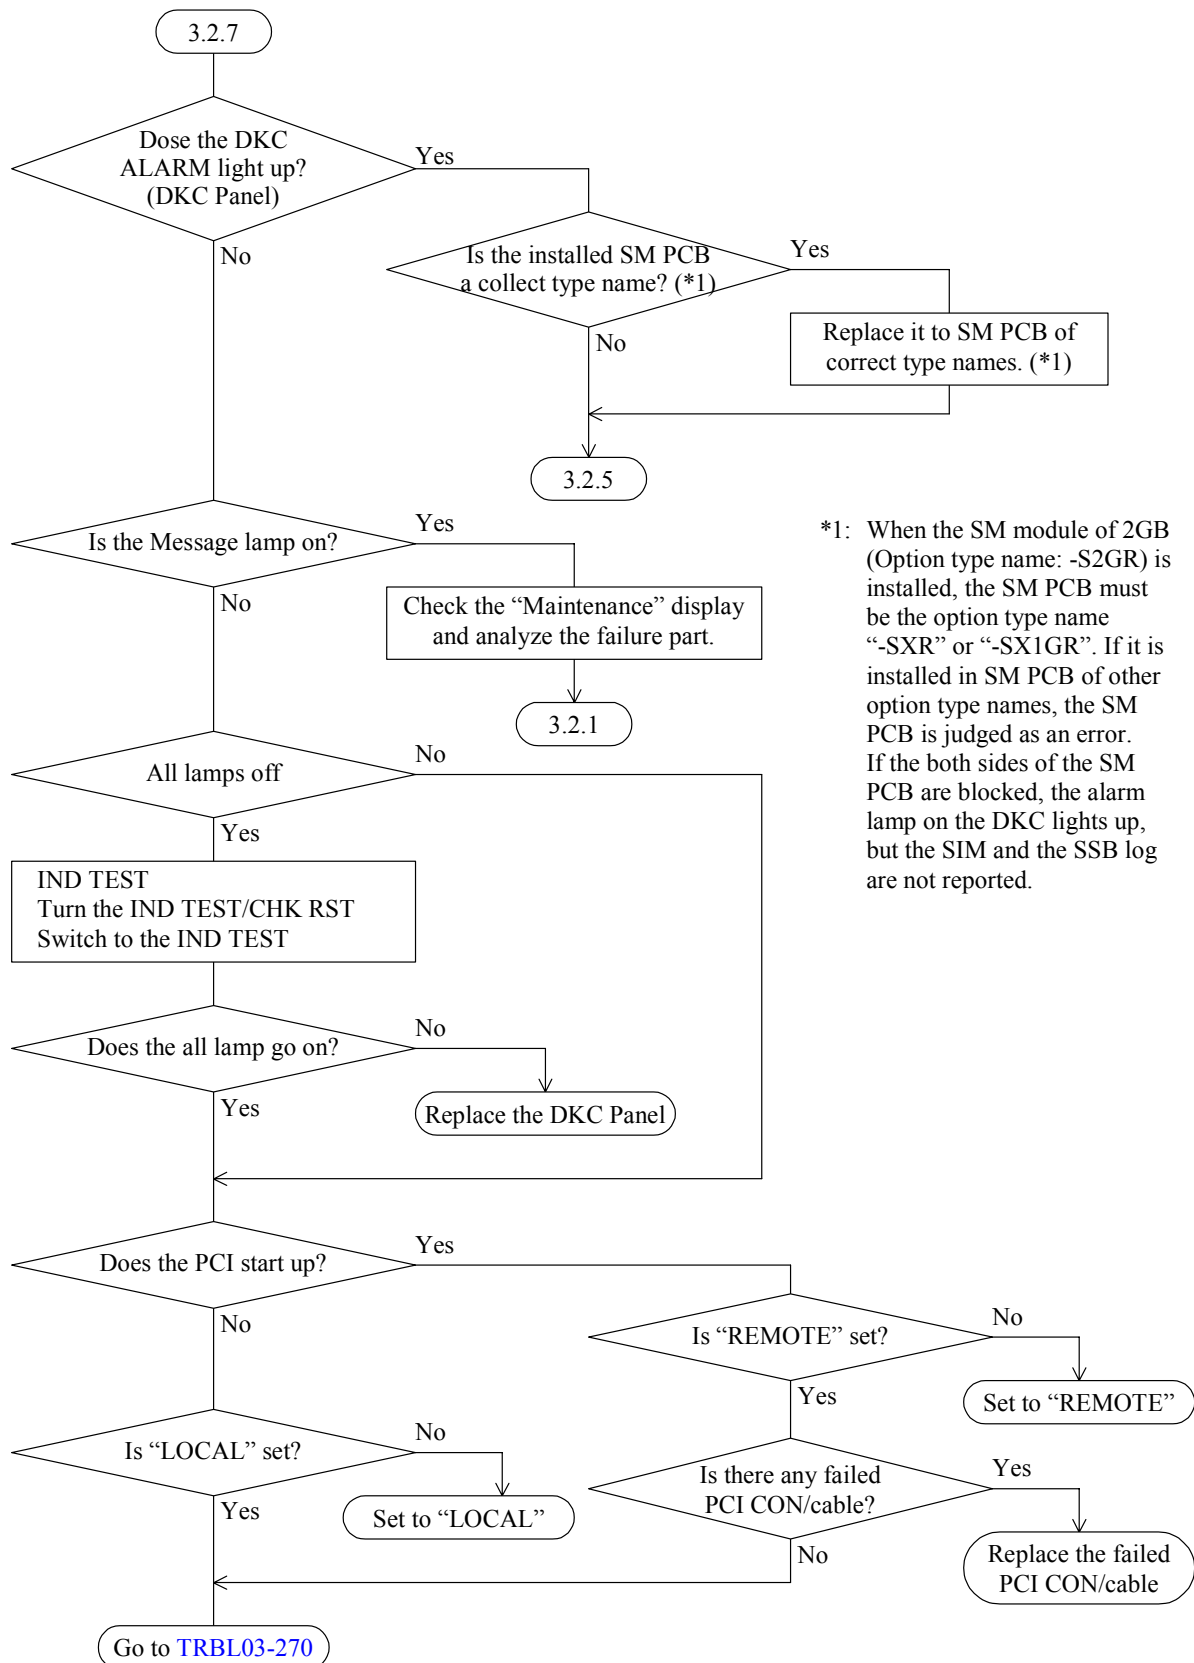 3.2.7
Dose the DKC
ALARM light up?
(DKC Panel)
Yes
No
Is the installed SM PCB
a collect type name? (*1)
Yes
No
Replace it to SM PCB of
correct type names. (*1)
3.2.5
Is the Message lamp on?
Yes
No
Check the “Maintenance” display
and analyze the failure part.
3.2.1
*1: When the SM module of 2GB
(Option type name: -S2GR) is
installed, the SM PCB must
be the option type name
“-SXR” or “-SX1GR”. If it is
installed in SM PCB of other
option type names, the SM
PCB is judged as an error.
If the both sides of the SM
PCB are blocked, the alarm
lamp on the DKC lights up,
but the SIM and the SSB log
are not reported.
All lamps off
No
Yes
IND TEST
Turn the IND TEST/CHK RST
Switch to the IND TEST
Does the all lamp go on?
No
Yes
Replace the DKC Panel
Does the PCI start up?
Yes
No
Is “REMOTE” set?
No
Yes
Set to “REMOTE”
Is “LOCAL” set?
No
Yes
Set to “LOCAL”
Is there any failed
PCI CON/cable?
Yes
No
Replace the failed
PCI CON/cable
Go to TRBL03-270